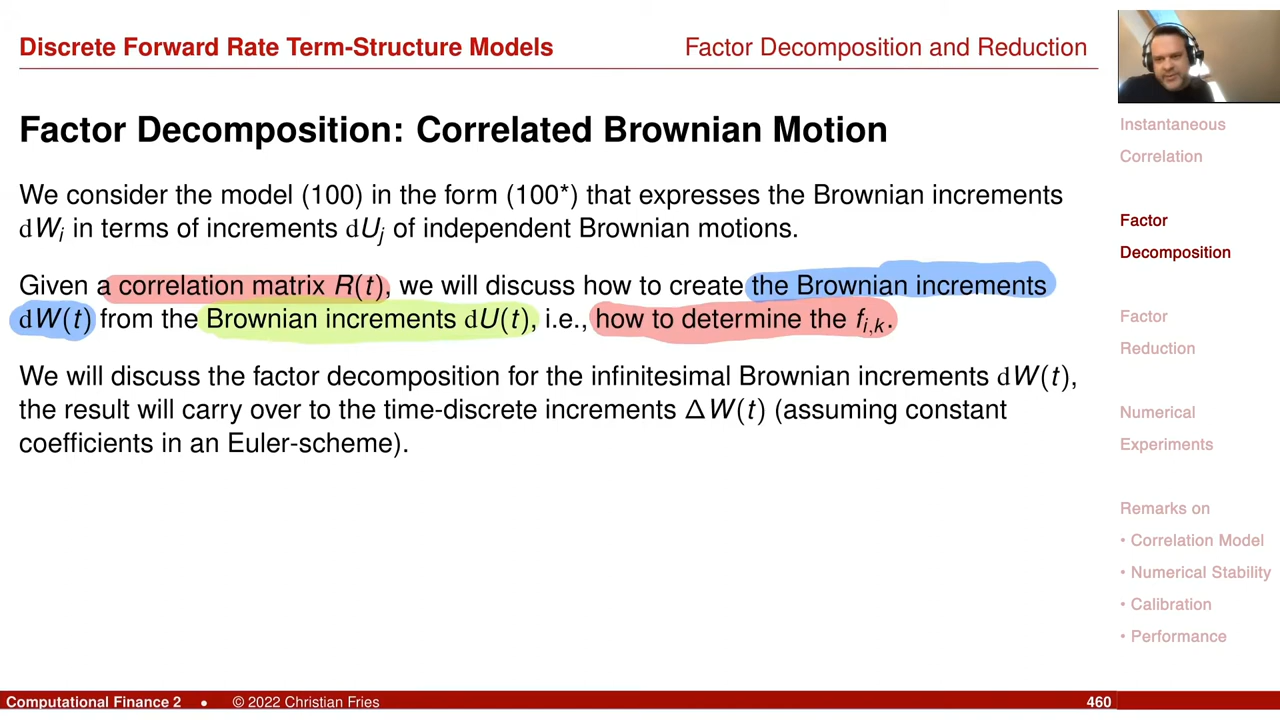 Discrete Forward Rate Term-Structure Models
Factor Decomposition and Reduction
Factor Decomposition: Correlated Brownian Motion
We consider the model (100) in the form (100*) that expresses the Brownian increments
dWᵢ in terms of increments dUⱼ of independent Brownian motions.
Given a correlation matrix R(t), we will discuss how to create the Brownian increments
dW(t) from the Brownian increments dU(t), i.e., how to determine the fᵢ,ₖ.
We will discuss the factor decomposition for the infinitesimal Brownian increments dW(t),
the result will carry over to the time-discrete increments ΔW(t) (assuming constant
coefficients in an Euler-scheme).
Instantaneous
Correlation
Factor
Decomposition
Factor
Reduction
Numerical
Experiments
Remarks on
• Correlation Model
• Numerical Stability
• Calibration
• Performance
Computational Finance 2 • © 2022 Christian Fries 460